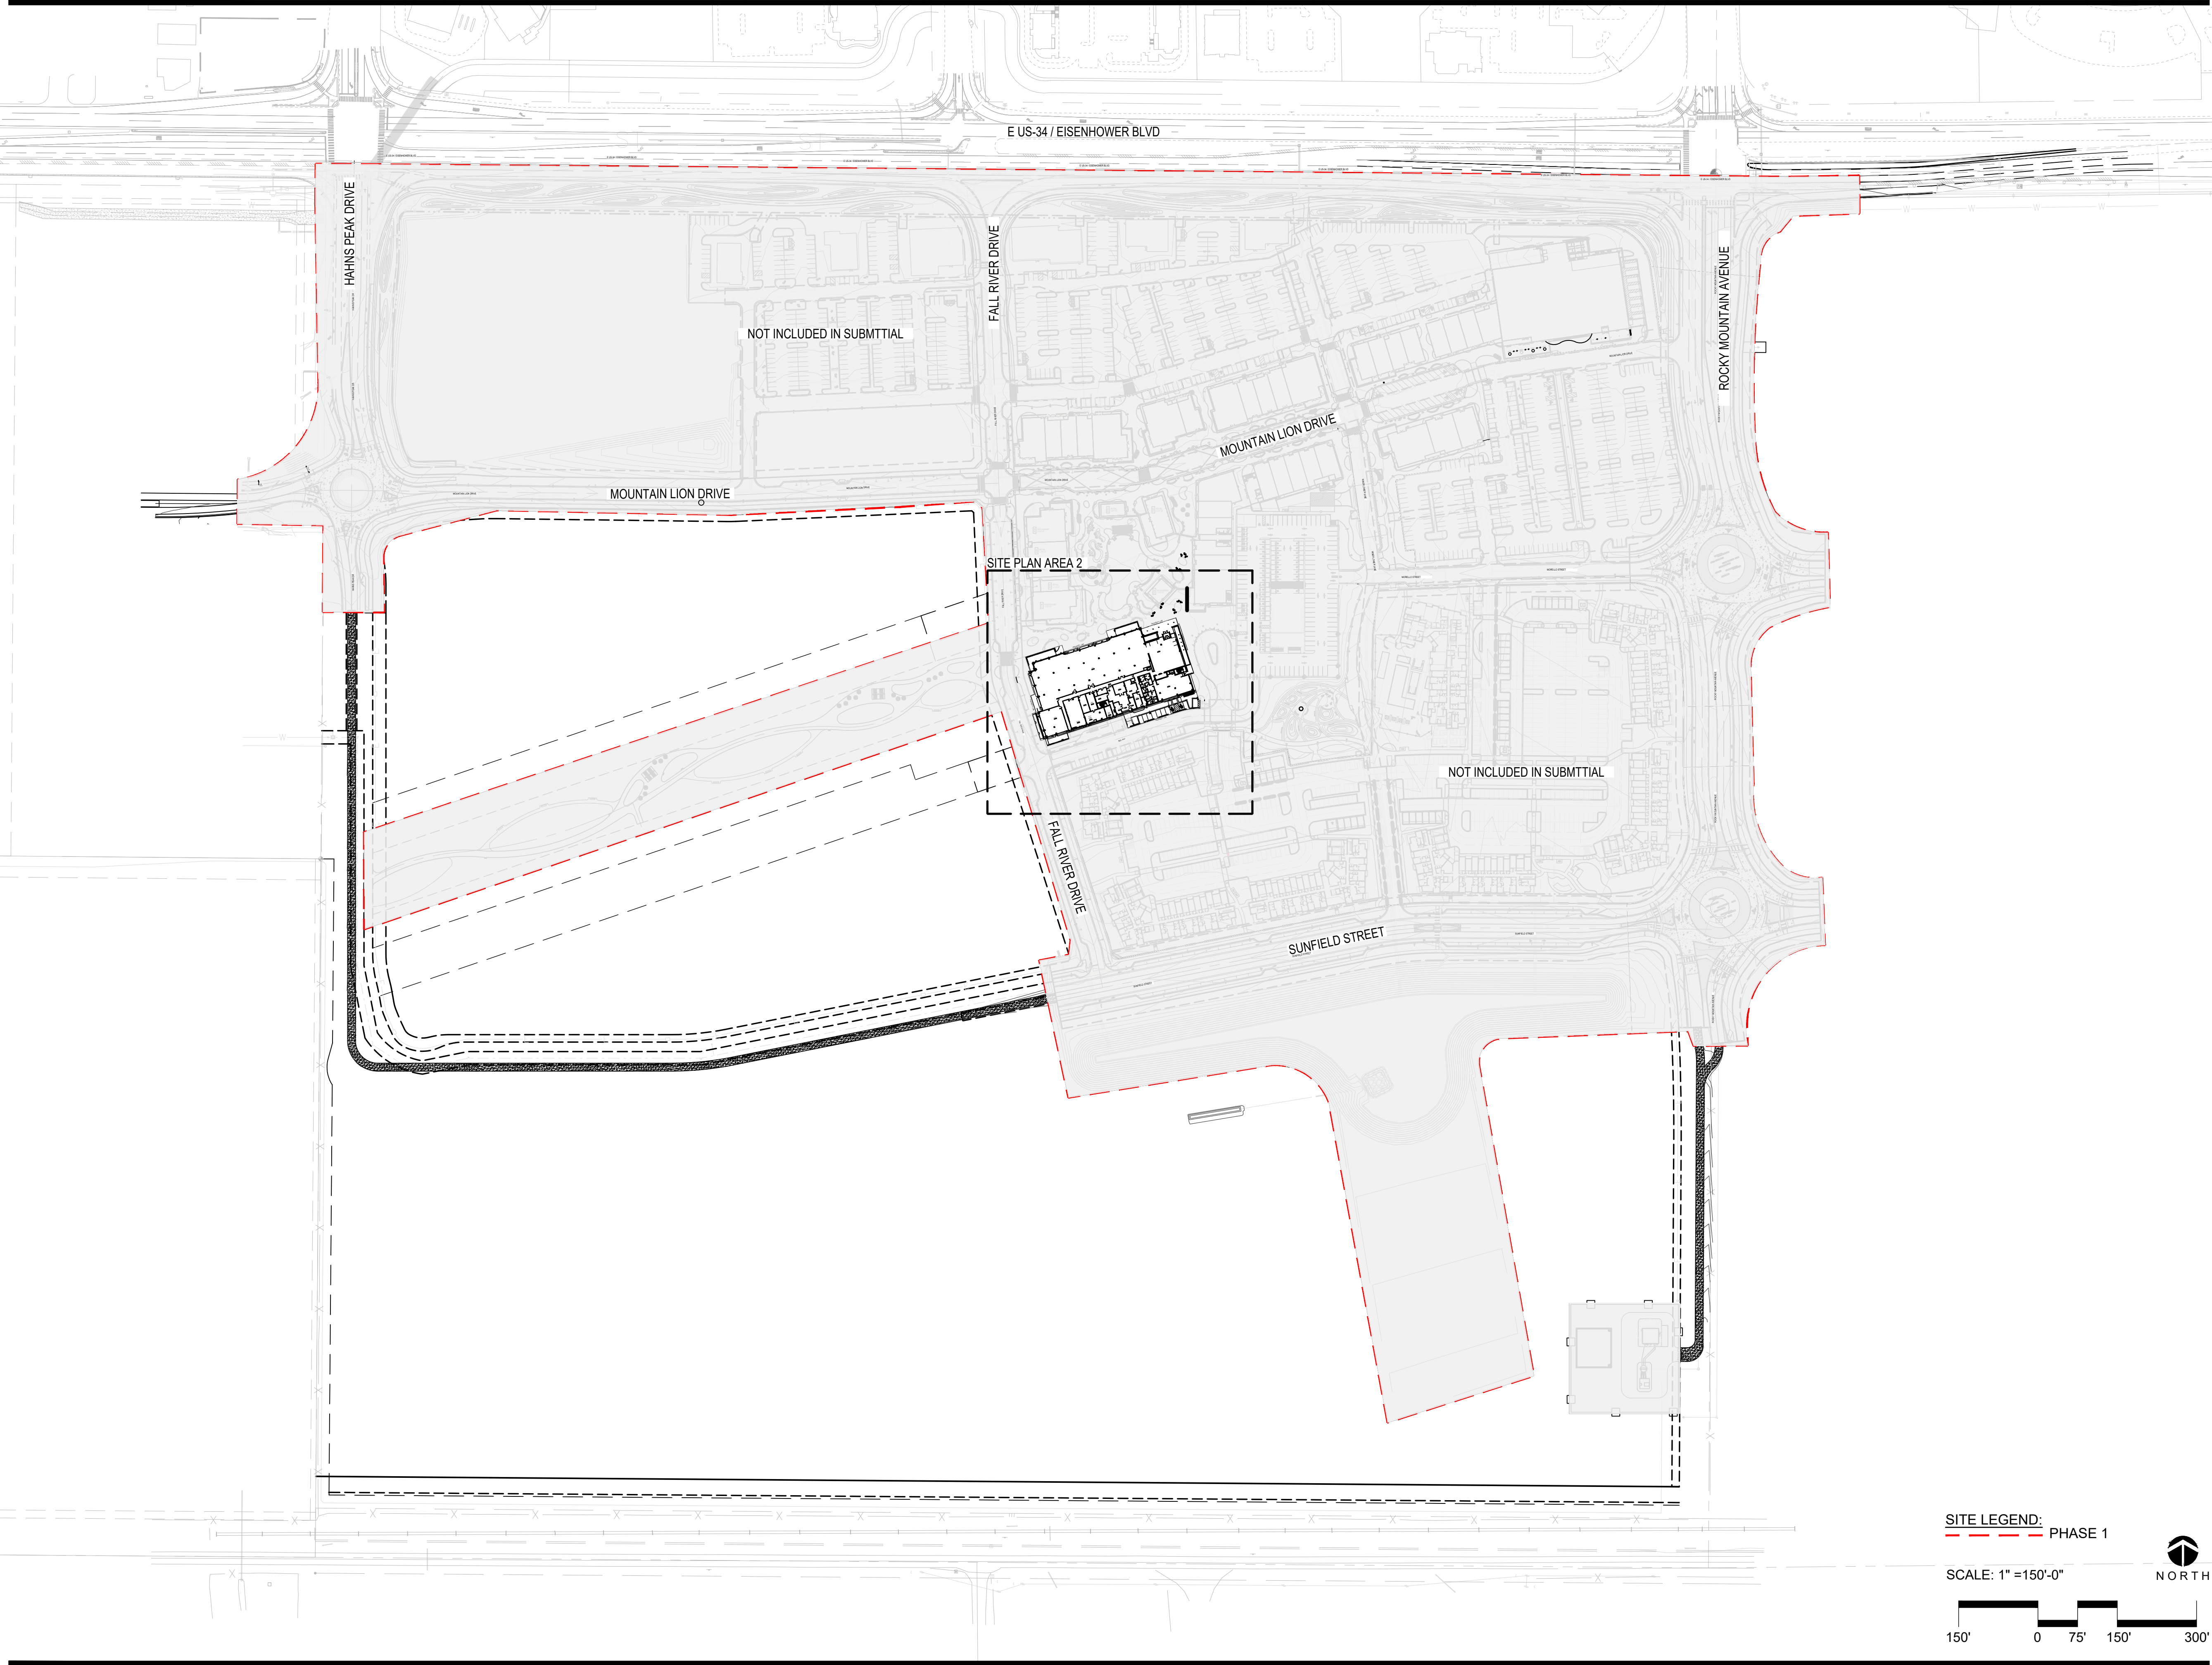 E US-34 / EISENHOWER BLVD
HAHNS PEAK DRIVE
FALL RIVER DRIVE
ROCKY MOUNTAIN AVENUE
NOT INCLUDED IN SUBMTTIAL
MOUNTAIN LION DRIVE
MOUNTAIN LION DRIVE
SITE PLAN AREA 2
NOT INCLUDED IN SUBMTTIAL
FALL RIVER DRIVE
SUNFIELD STREET
SITE LEGEND:
PHASE 1
SCALE: 1" =150'-0"
NORTH
150' 0 75' 150' 300'